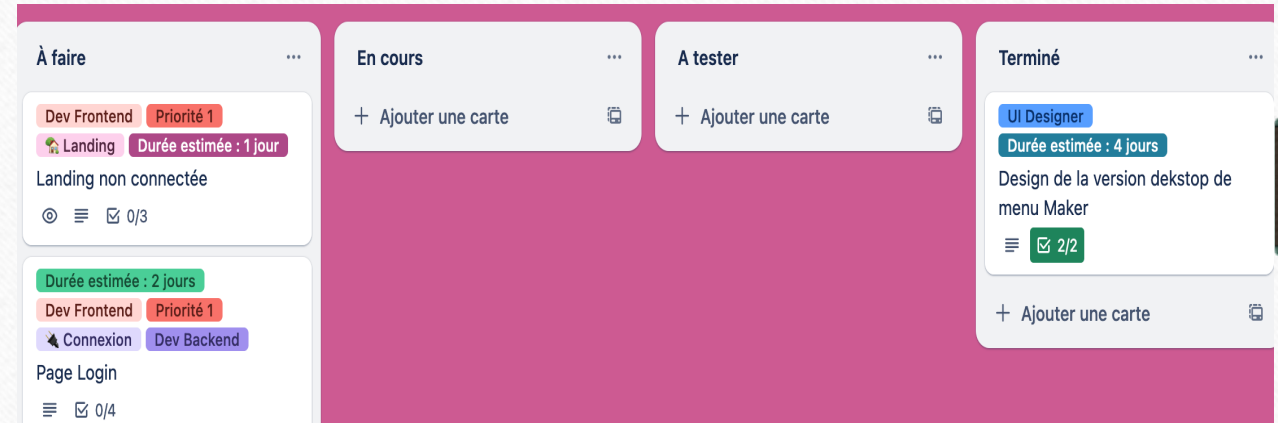 À faire
Dev Frontend Priorité 1
🏡 Landing Durée estimée : 1 jour
Landing non connectée
0/3
Durée estimée : 2 jours
Dev Frontend Priorité 1
🔌 Connexion Dev Backend
Page Login
0/4
En cours
+ Ajouter une carte
A tester
+ Ajouter une carte
Terminé
UI Designer
Durée estimée : 4 jours
Design de la version dekstop de
menu Maker
2/2
+ Ajouter une carte